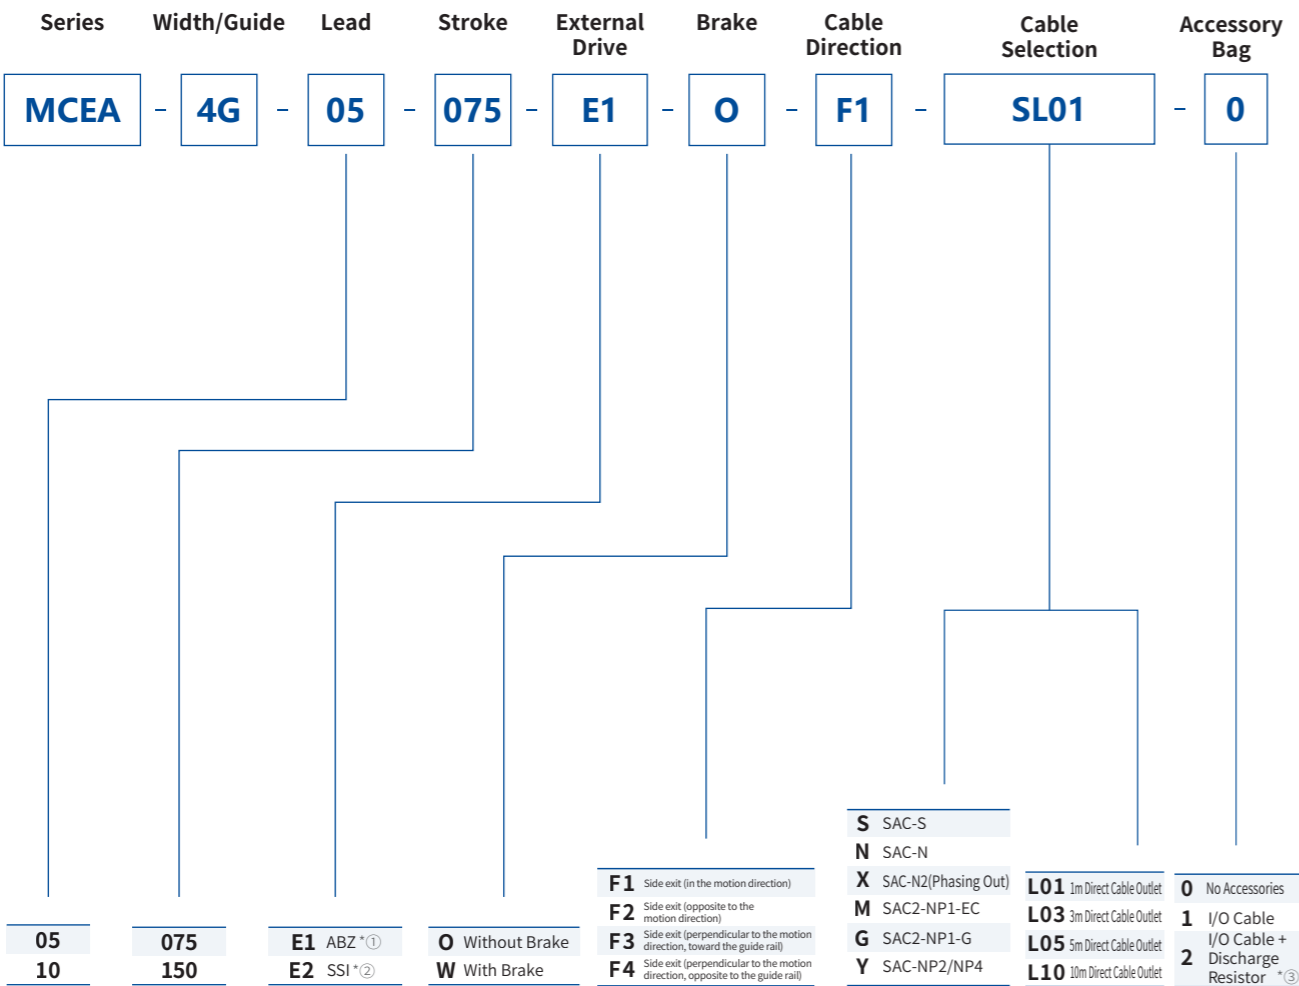 Series Width/Guide Lead Stroke External Drive Brake Cable Direction Cable Selection Accessory Bag
MCEA - 4G - 05 - 075 - E1 - O - F1 - SL01 - 0
05
10
075
150
E1 ABZ *①
E2 SSI *②
O Without Brake
W With Brake
F1 Side exit (in the motion direction)
F2 Side exit (opposite to the
motion direction)
F3 Side exit (perpendicular to the motion
direction, toward the guide rail)
F4 Side exit (perpendicular to the motion
direction, opposite to the guide rail)
S SAC-S
N SAC-N
X SAC-N2(Phasing Out)
M SAC2-NP1-EC
G SAC2-NP1-G
Y SAC-NP2/NP4
L01 1m Direct Cable Outlet
L03 3m Direct Cable Outlet
L05 5m Direct Cable Outlet
L10 10m Direct Cable Outlet
0 No Accessories
1 I/O Cable
2 I/O Cable +
Discharge
Resistor *③